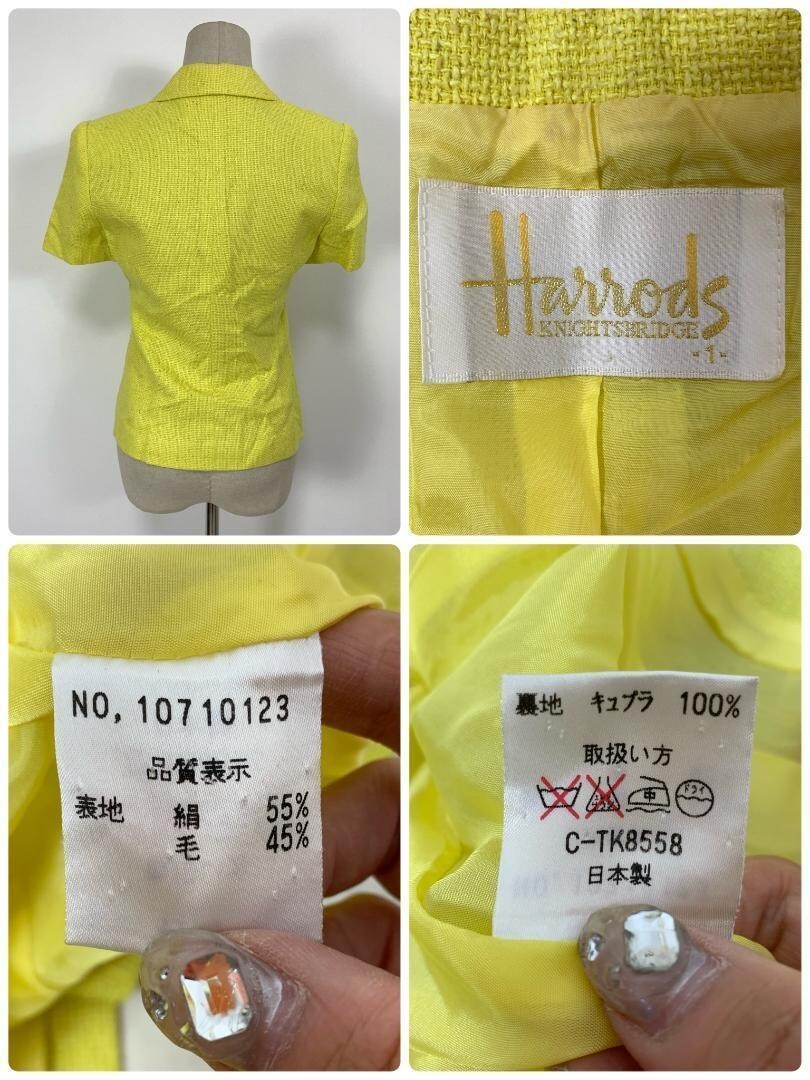 Harrods
KNIGHTSBRIDGE
-1-
NO, 10710123
品質表示
表地 絹 55%
毛 45%
裏地 キュプラ 100%
取扱い方
中 ドライ
C-TK8558
日本製